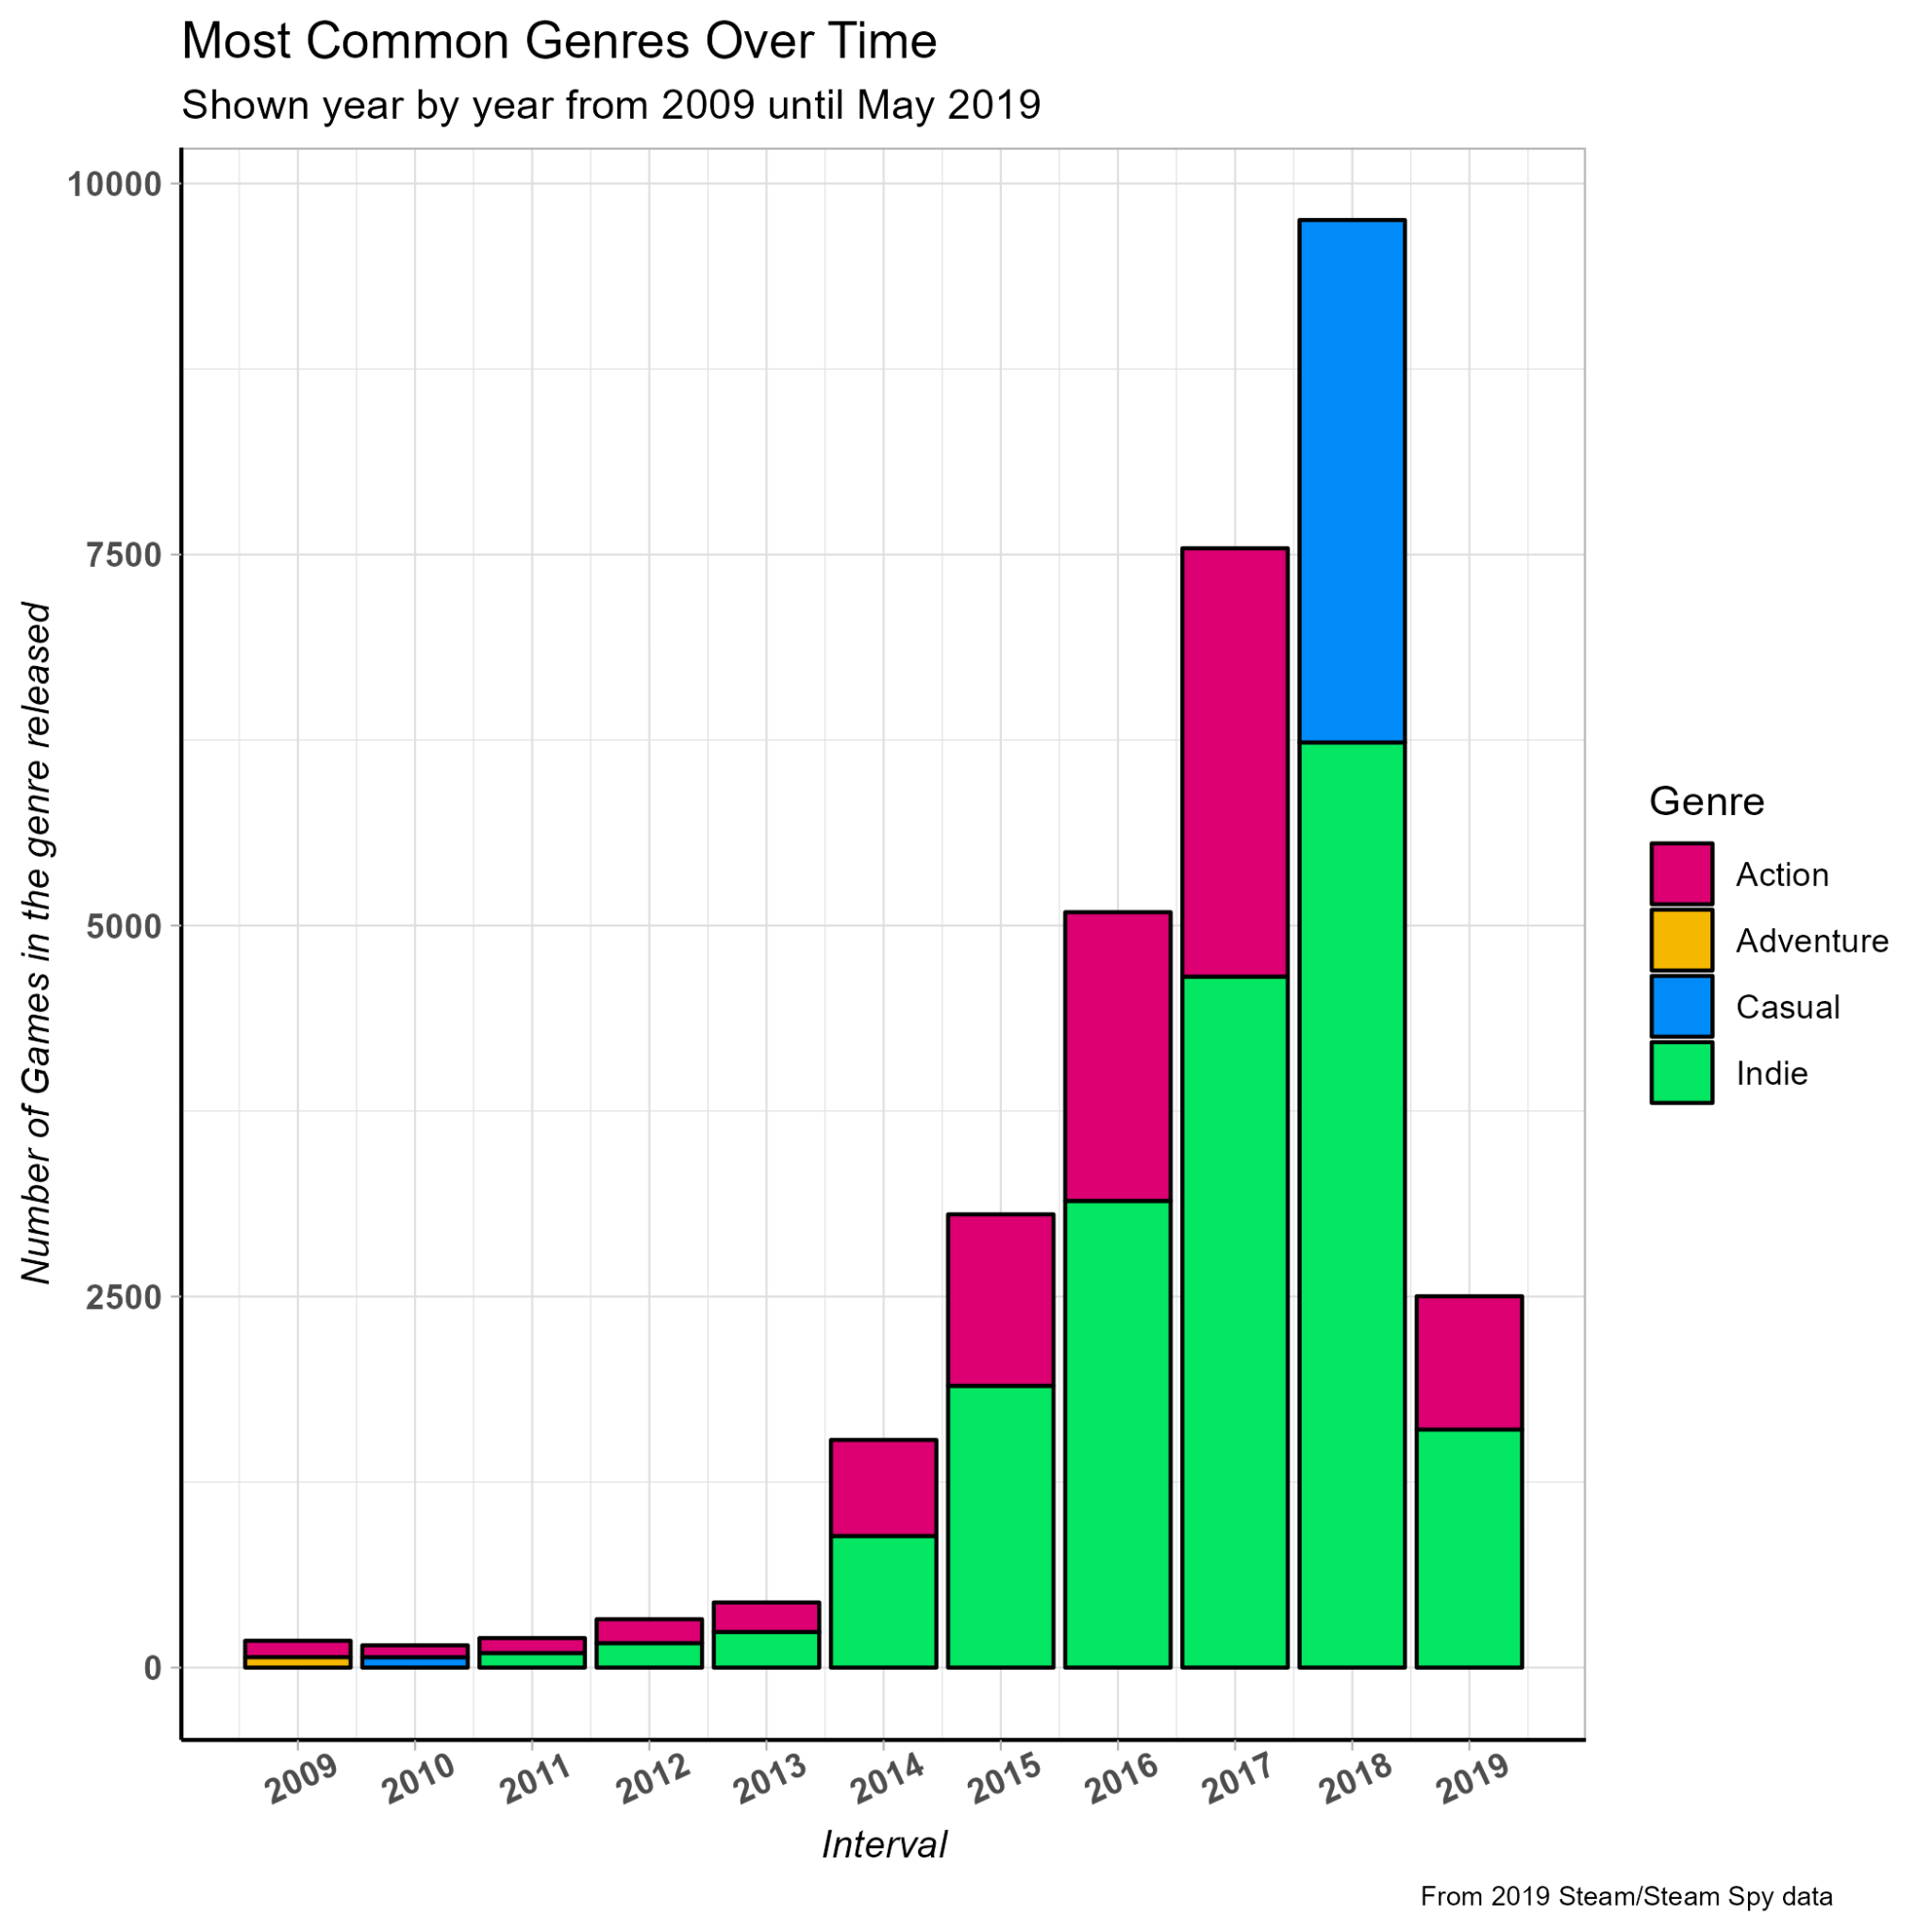 Most Common Genres Over Time
Shown year by year from 2009 until May 2019
10000
7500
5000
2500
0
Number of Games in the genre released
2009
2010
2011
2012
2013
2014
2015
2016
2017
2018
2019
Interval
Genre
Action
Adventure
Casual
Indie
From 2019 Steam/Steam Spy data